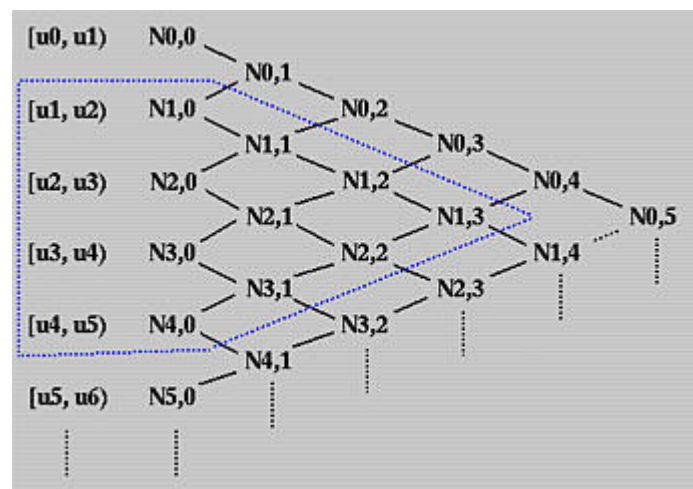 [u0, u1) N0,0
N0,1
[u1, u2) N1,0 N0,2
N1,1 N0,3
[u2, u3) N2,0 N1,2 N0,4
N2,1 N1,3 N0,5
[u3, u4) N3,0 N2,2 N1,4
N3,1 N2,3
[u4, u5) N4,0 N3,2
N4,1
[u5, u6) N5,0